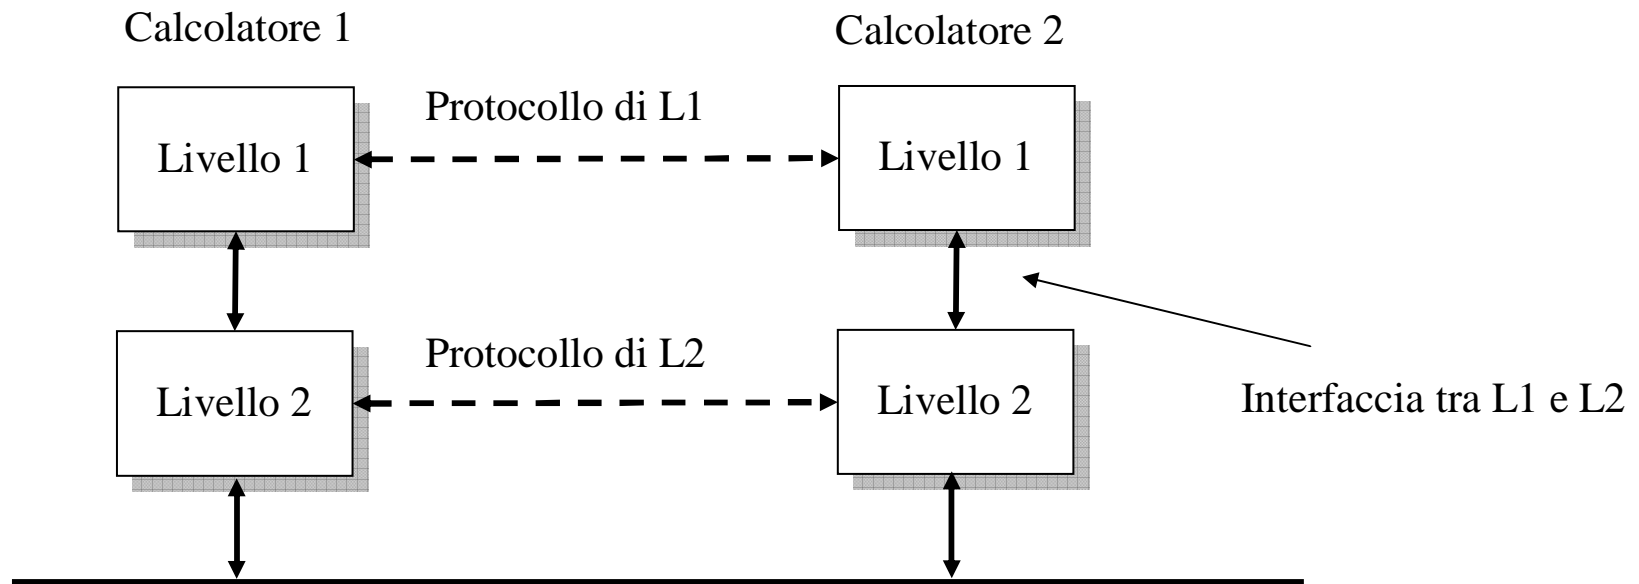 Calcolatore 1
Calcolatore 2
Protocollo di L1
Livello 1
Livello 1
Protocollo di L2
Livello 2
Livello 2
Interfaccia tra L1 e L2